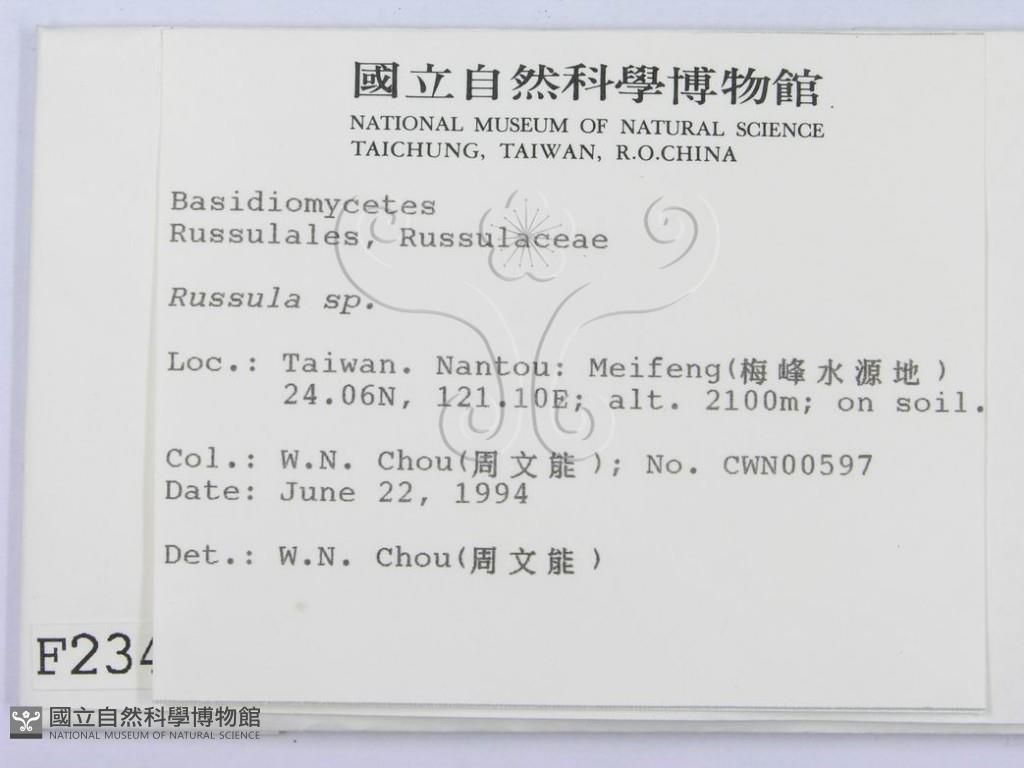 國立自然科學博物館
NATIONAL MUSEUM OF NATURAL SCIENCE
TAICHUNG, TAIWAN, R.O.CHINA
Basidiomycetes
Russulales, Russulaceae
Russula sp.
Loc.: Taiwan. Nantou: Meifeng(梅峰水源地)
24.06N, 121.10E; alt. 2100m; on soil.
Col.: W.N. Chou(周文能); No. CWN00597
Date: June 22, 1994
Det.: W.N. Chou(周文能)
F234
國立自然科學博物館
NATIONAL MUSEUM OF NATURAL SCIENCE